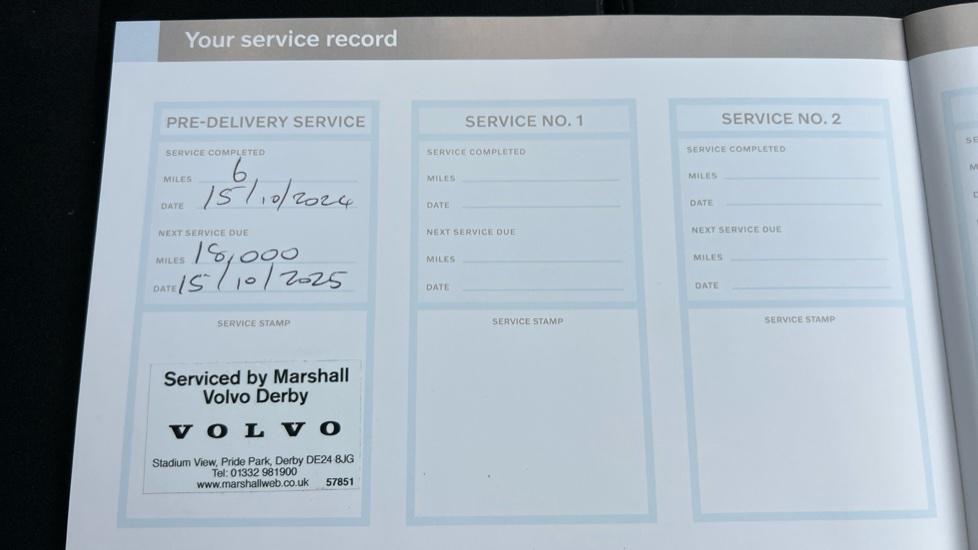 Your service record
PRE-DELIVERY SERVICE
SERVICE COMPLETED
MILES 6
DATE 15/10/2024
NEXT SERVICE DUE
MILES 18,000
DATE 15/10/2025
SERVICE STAMP
Serviced by Marshall
Volvo Derby
VOLVO
Stadium View, Pride Park, Derby DE24 8JG
Tel: 01332 981900
www.marshallweb.co.uk 57851
SERVICE NO. 1
SERVICE COMPLETED
MILES
DATE
NEXT SERVICE DUE
MILES
DATE
SERVICE STAMP
SERVICE NO. 2
SERVICE COMPLETED
MILES
DATE
NEXT SERVICE DUE
MILES
DATE
SERVICE STAMP